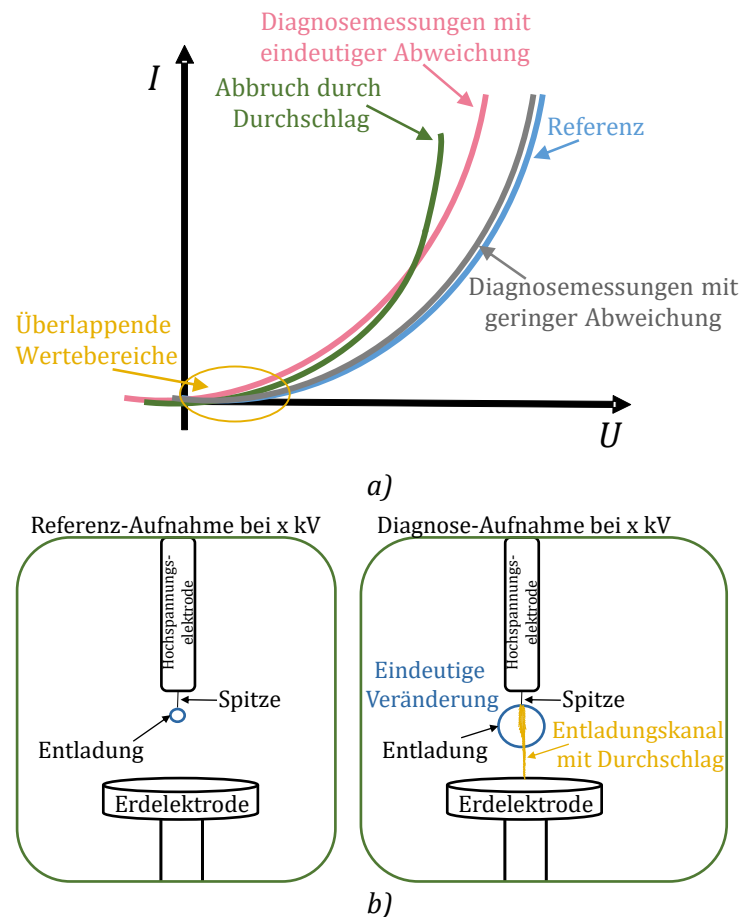 Diagnosemessungen mit
eindeutiger Abweichung
I
Abbruch durch
Durchschlag
Referenz
Diagnosemessungen mit
geringer Abweichung
Überlappende
Wertebereiche
U
a)
Referenz-Aufnahme bei x kV
Hochspannungs-
elektrode
Spitze
Entladung
Erdelektrode
Diagnose-Aufnahme bei x kV
Hochspannungs-
elektrode
Eindeutige
Veränderung
Spitze
Entladung
Entladungskanal
mit Durchschlag
Erdelektrode
b)